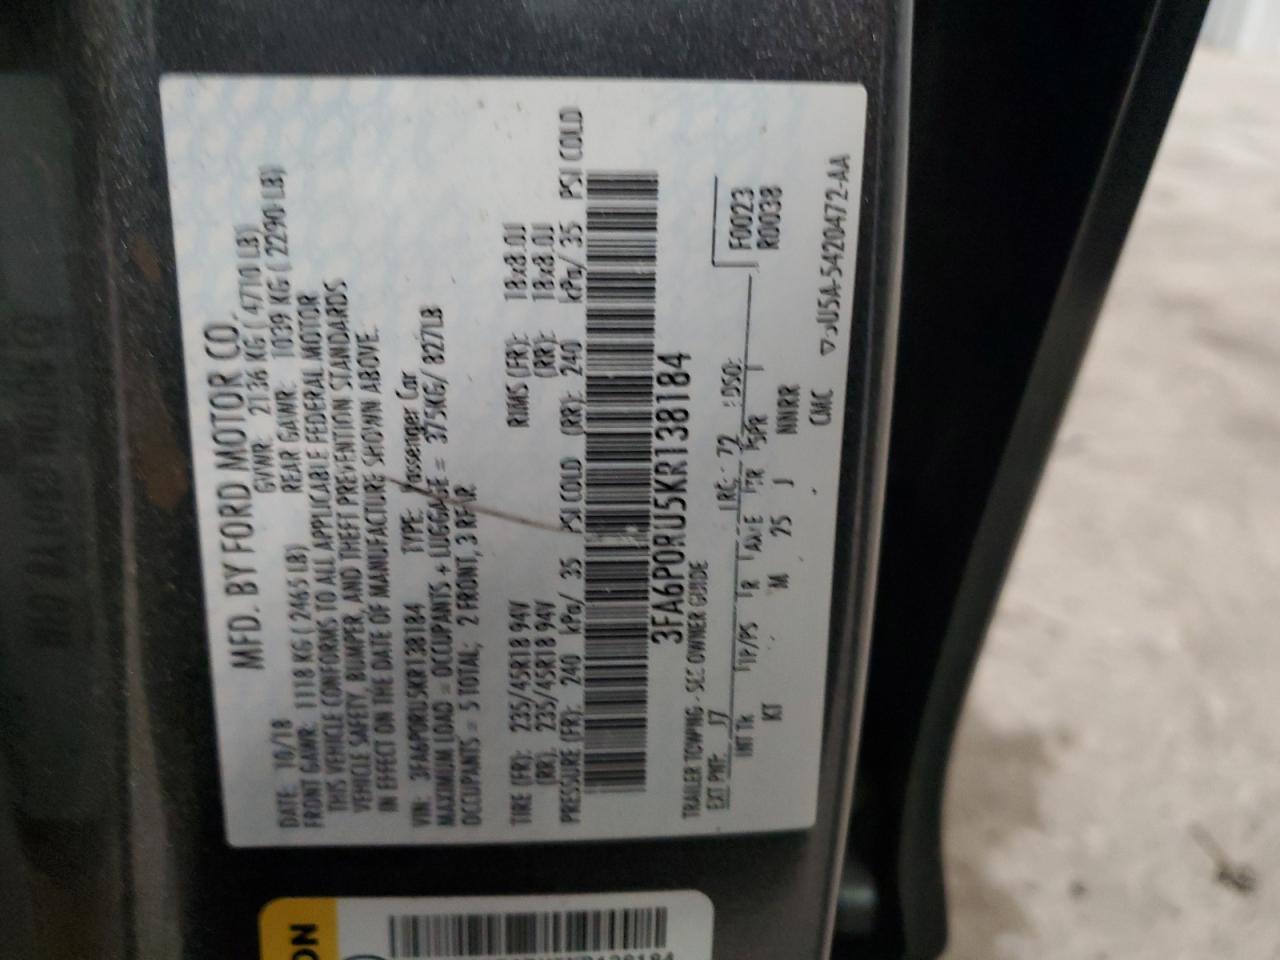 MFD. BY FORD MOTOR CO.
DATE: 10/18 GVWR: 2136 KG ( 4710 LB)
FRONT GAWR: 1118 KG ( 2465 LB) REAR GAWR: 1039 KG ( 2290 LB)
THIS VEHICLE CONFORMS TO ALL APPLICABLE FEDERAL MOTOR
VEHICLE SAFETY, BUMPER, AND THEFT PREVENTION STANDARDS
IN EFFECT ON THE DATE OF MANUFACTURE SHOWN ABOVE.
VIN: 3FA6P0RU5KR138184 TYPE: Passenger Car
MAXIMUM LOAD = OCCUPANTS + LUGGAGE = 375KG/ 827LB
OCCUPANTS = 5 TOTAL; 2 FRONT, 3 REAR
TIRE (FR): 235/45R18 94V RIMS (FR): 18x8.0J
(RR): 235/45R18 94V (RR): 18x8.0J
PRESSURE (FR): 240 kPa/ 35 PSI COLD (RR): 240 kPa/ 35 PSI COLD
3FA6P0RU5KR138184
TRAILER TOWING - SEE OWNER GUIDE
F0023
EXT PNT: J7 RC: 72 DSO: R0038
INT TR TP/PS R AXLE TR SPR
KT M 25 J NNRR
CMC
5U5A-5420472-AA
ON
138184